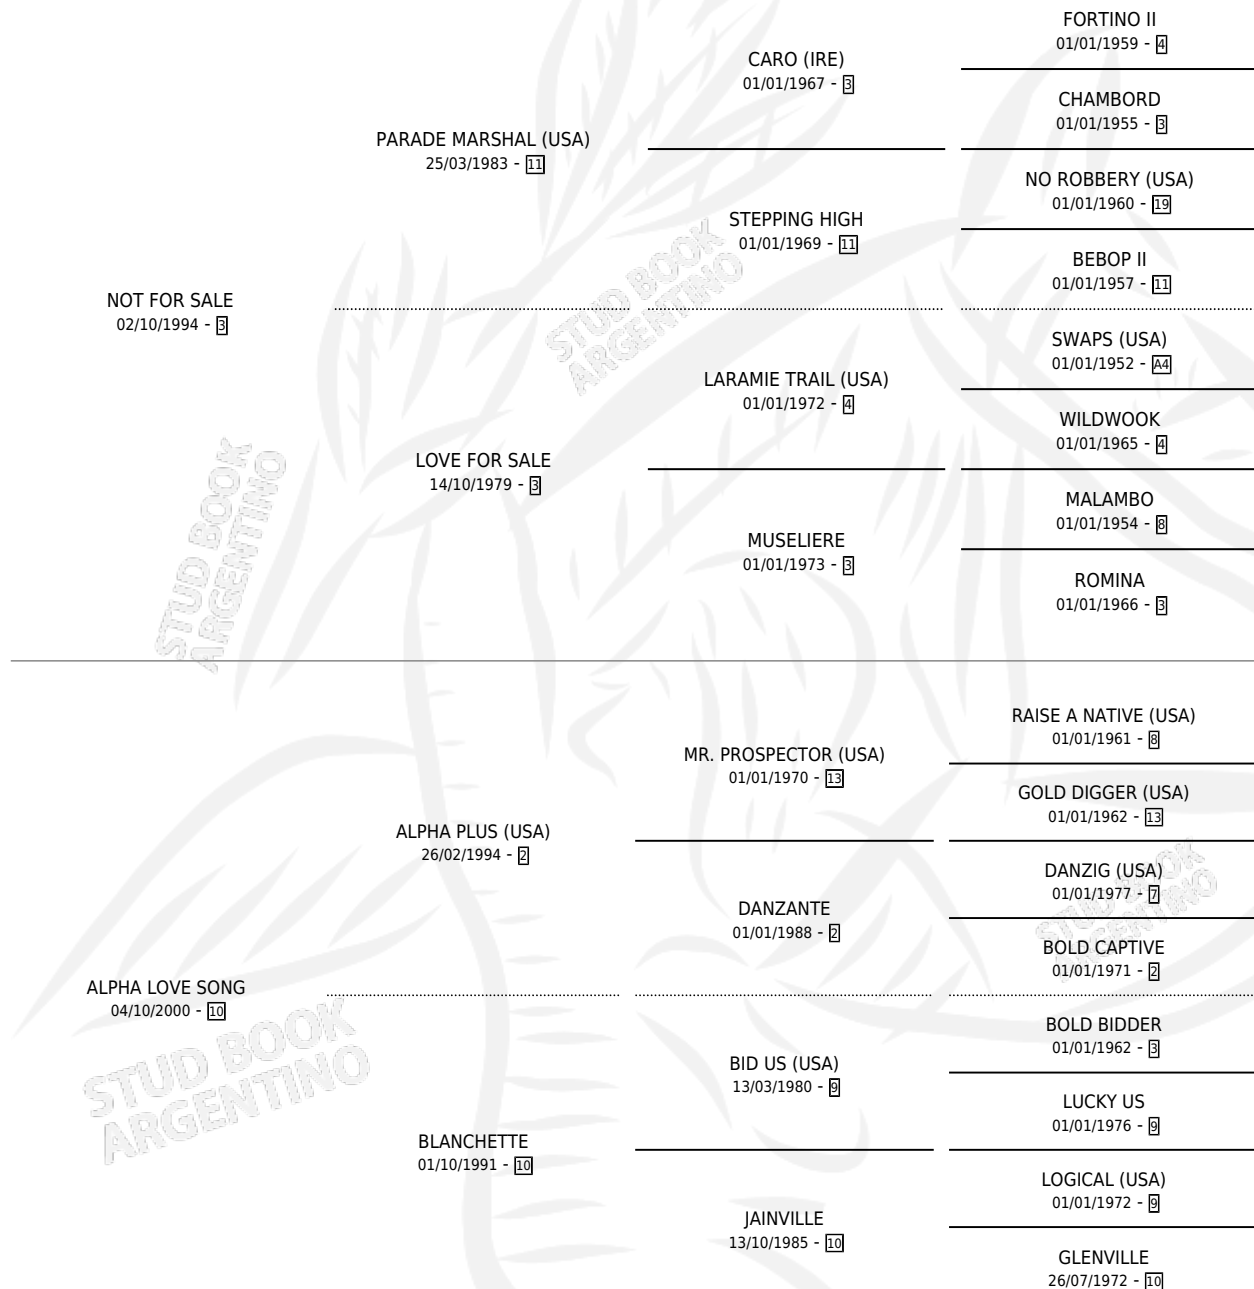 FORTINO II
01/01/1959 - 4
CARO (IRE)
01/01/1967 - 3
CHAMBORD
01/01/1955 - 3
PARADE MARSHAL (USA)
25/03/1983 - 11
NO ROBBERY (USA)
01/01/1960 - 19
STEPPING HIGH
01/01/1969 - 11
BEBOP II
01/01/1957 - 11
NOT FOR SALE
02/10/1994 - 3
SWAPS (USA)
01/01/1952 - A4
LARAMIE TRAIL (USA)
01/01/1972 - 4
WILDWOOK
01/01/1965 - 4
LOVE FOR SALE
14/10/1979 - 3
MALAMBO
01/01/1954 - 8
MUSELIERE
01/01/1973 - 3
ROMINA
01/01/1966 - 3
STUD BOOK
ARGENTINO
STUD BOOK
ARGENTINO
RAISE A NATIVE (USA)
01/01/1961 - 8
MR. PROSPECTOR (USA)
01/01/1970 - 13
GOLD DIGGER (USA)
01/01/1962 - 13
ALPHA PLUS (USA)
26/02/1994 - 2
DANZIG (USA)
01/01/1977 - 7
DANZANTE
01/01/1988 - 2
BOLD CAPTIVE
01/01/1971 - 2
ALPHA LOVE SONG
04/10/2000 - 10
BOLD BIDDER
01/01/1962 - 3
BID US (USA)
13/03/1980 - 9
LUCKY US
01/01/1976 - 9
BLANCHETTE
01/10/1991 - 10
LOGICAL (USA)
01/01/1972 - 9
JAINVILLE
13/10/1985 - 10
GLENVILLE
26/07/1972 - 10
STUD BOOK
ARGENTINO
STUD BOOK
ARGENTINO